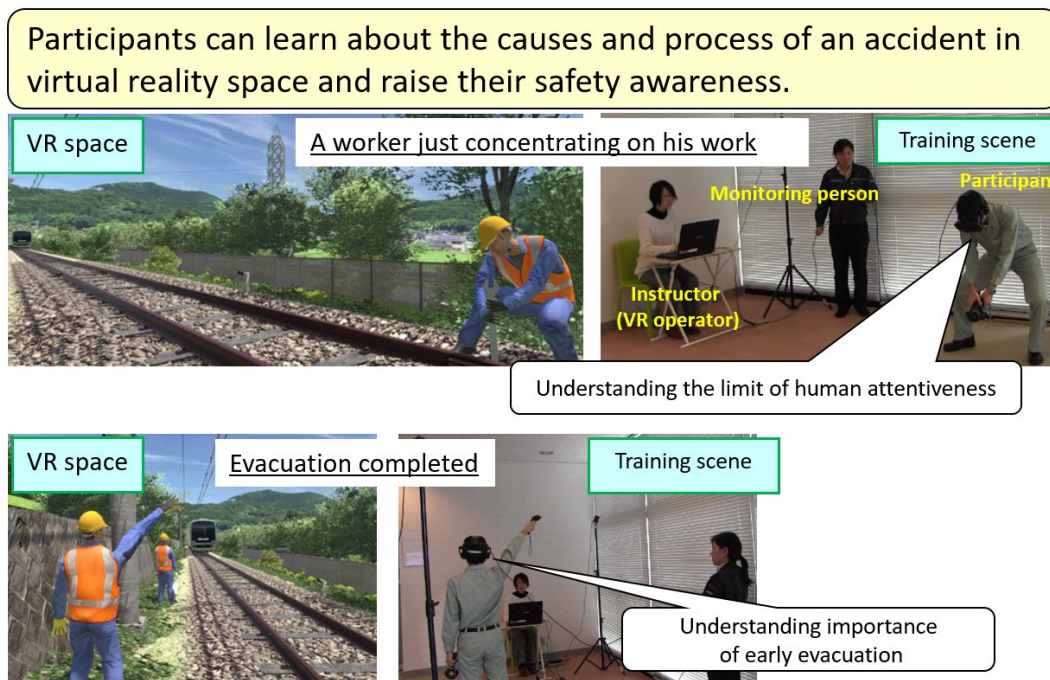 Participants can learn about the causes and process of an accident in
virtual reality space and raise their safety awareness.
VR space
A worker just concentrating on his work
Training scene
Monitoring person
Participan
Instructor
(VR operator)
Understanding the limit of human attentiveness
VR space
Evacuation completed
Training scene
Understanding importance
of early evacuation